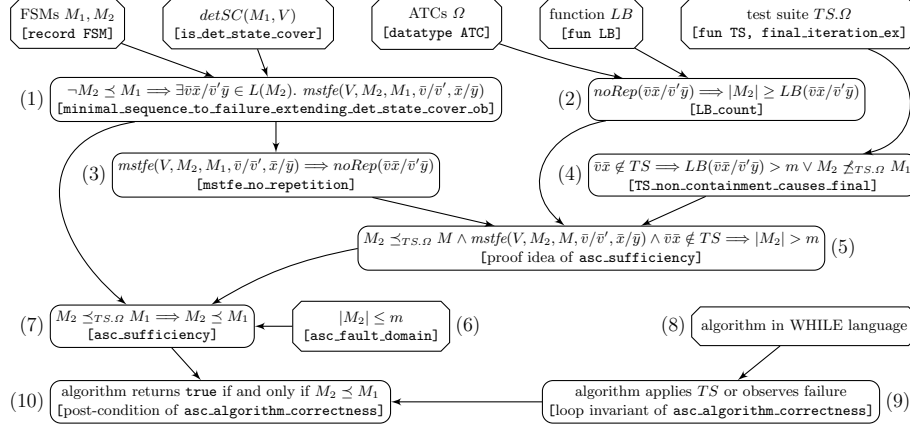 FSMs M₁, M₂
[record FSM]
detSC(M₁, V)
[is_det_state_cover]
ATCs Ω
[datatype ATC]
function LB
[fun LB]
test suite TS.Ω
[fun TS, final_iteration_ex]
(1)
¬M₂ ⪯ M₁ ⟹ ∃v̄x̄/v̄′ȳ ∈ L(M₂). mstfe(V, M₂, M₁, v̄/v̄′, x̄/ȳ)
[minimal_sequence_to_failure_extending_det_state_cover_ob]
(2)
noRep(v̄x̄/v̄′ȳ) ⟹ |M₂| ≥ LB(v̄x̄/v̄′ȳ)
[LB_count]
(3)
mstfe(V, M₂, M₁, v̄/v̄′, x̄/ȳ) ⟹ noRep(v̄x̄/v̄′ȳ)
[mstfe_no_repetition]
(4)
v̄x̄ ∉ TS ⟹ LB(v̄x̄/v̄′ȳ) > m ∨ M₂ ⋠_TS.Ω M₁
[TS_non_containment_causes_final]
M₂ ⪯_TS.Ω M ∧ mstfe(V, M₂, M, v̄/v̄′, x̄/ȳ) ∧ v̄x̄ ∉ TS ⟹ |M₂| > m
[proof idea of asc_sufficiency]
(5)
(7)
M₂ ⪯_TS.Ω M₁ ⟹ M₂ ⪯ M₁
[asc_sufficiency]
|M₂| ≤ m
[asc_fault_domain]
(6)
(8)
algorithm in WHILE language
(10)
algorithm returns true if and only if M₂ ⪯ M₁
[post-condition of asc_algorithm_correctness]
algorithm applies TS or observes failure
[loop invariant of asc_algorithm_correctness]
(9)